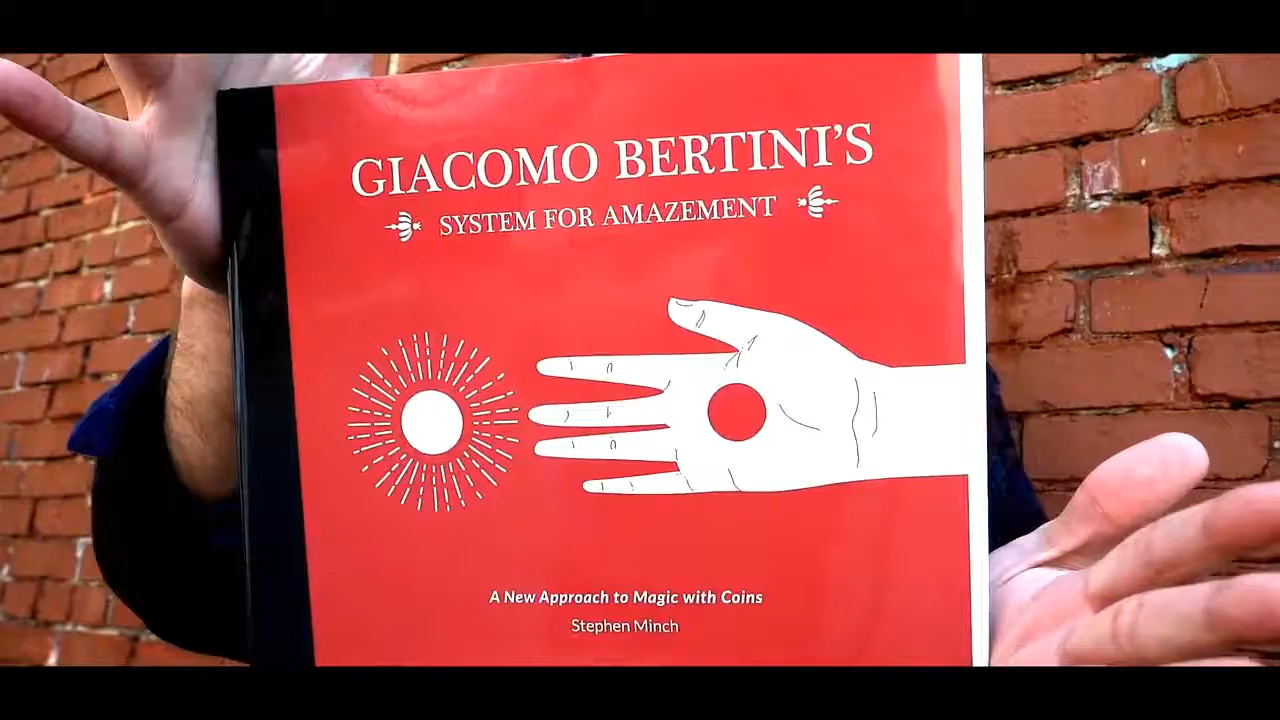 GIACOMO BERTINI'S
SYSTEM FOR AMAZEMENT
A New Approach to Magic with Coins
Stephen Minch